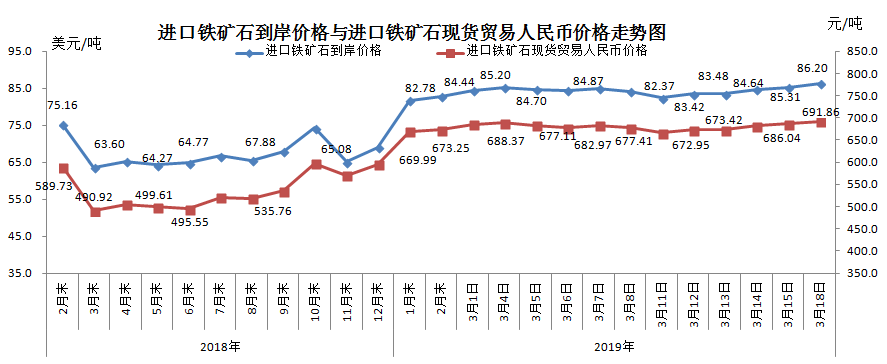 进口铁矿石到岸价格与进口铁矿石现货贸易人民币价格走势图
美元/吨
元/吨
进口铁矿石到岸价格
进口铁矿石现货贸易人民币价格
95.0
85.0
75.0
65.0
55.0
45.0
35.0
850.0
800.0
750.0
700.0
650.0
600.0
550.0
500.0
450.0
400.0
350.0
75.16
63.60
64.27
64.77
67.88
65.08
82.78
84.44
85.20
84.70
84.87
82.37
83.42
83.48
84.64
85.31
86.20
589.73
490.92
499.61
495.55
535.76
669.99
673.25
688.37
677.11
682.97
677.41
672.95
673.42
686.04
691.86
2月末
3月末
4月末
5月末
6月末
7月末
8月末
9月末
10月末
11月末
12月末
1月末
2月末
3月1日
3月4日
3月5日
3月6日
3月7日
3月8日
3月11日
3月12日
3月13日
3月14日
3月15日
3月18日
2018年
2019年